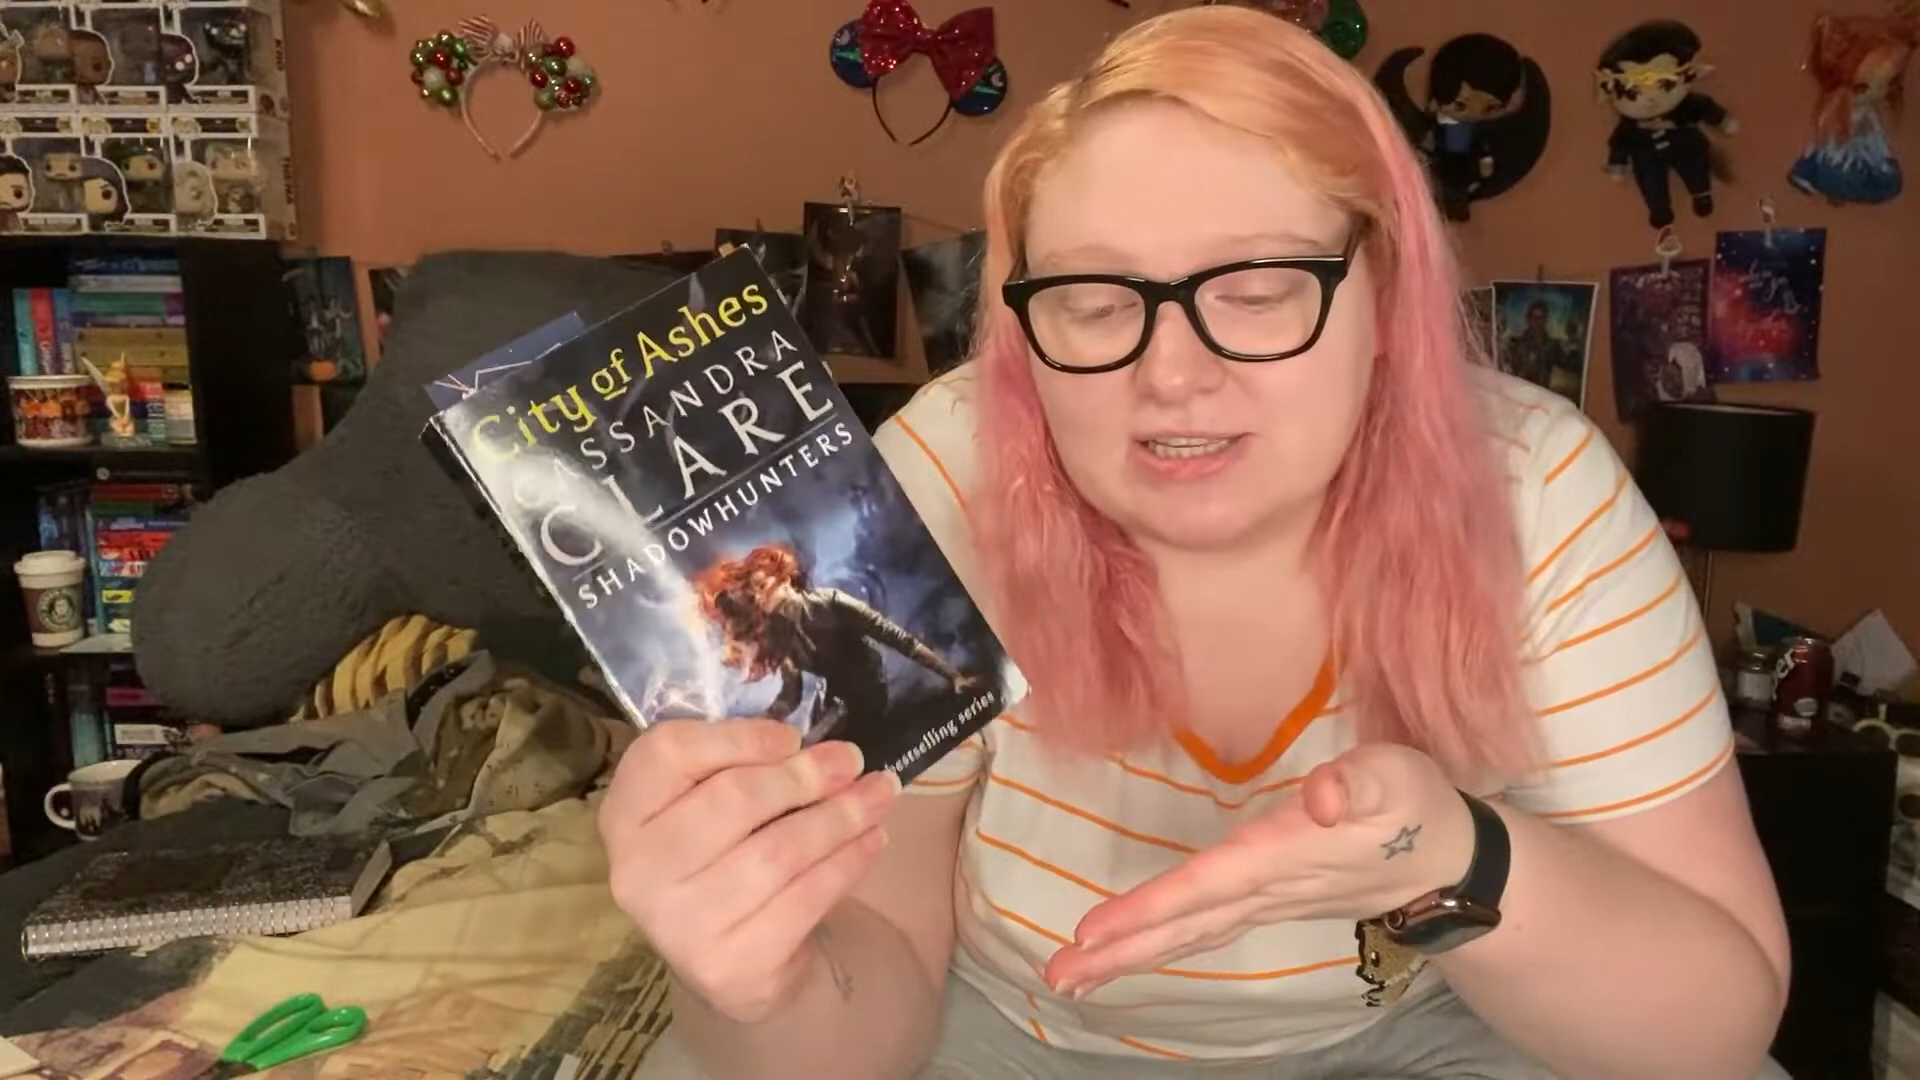 City of Ashes
CASSANDRA
CLARE
SHADOWHUNTERS
bestselling series